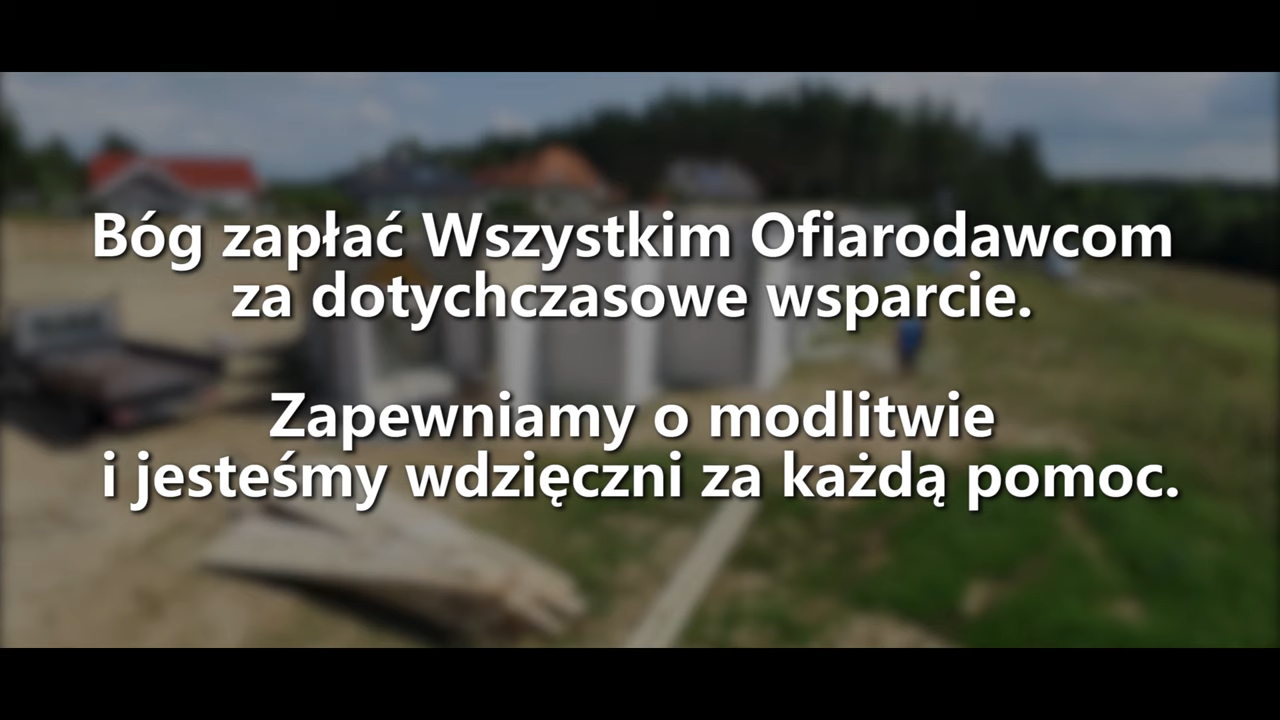 Bóg zapłać Wszystkim Ofiarodawcom
za dotychczasowe wsparcie.
Zapewniamy o modlitwie
i jesteśmy wdzięczni za każdą pomoc.